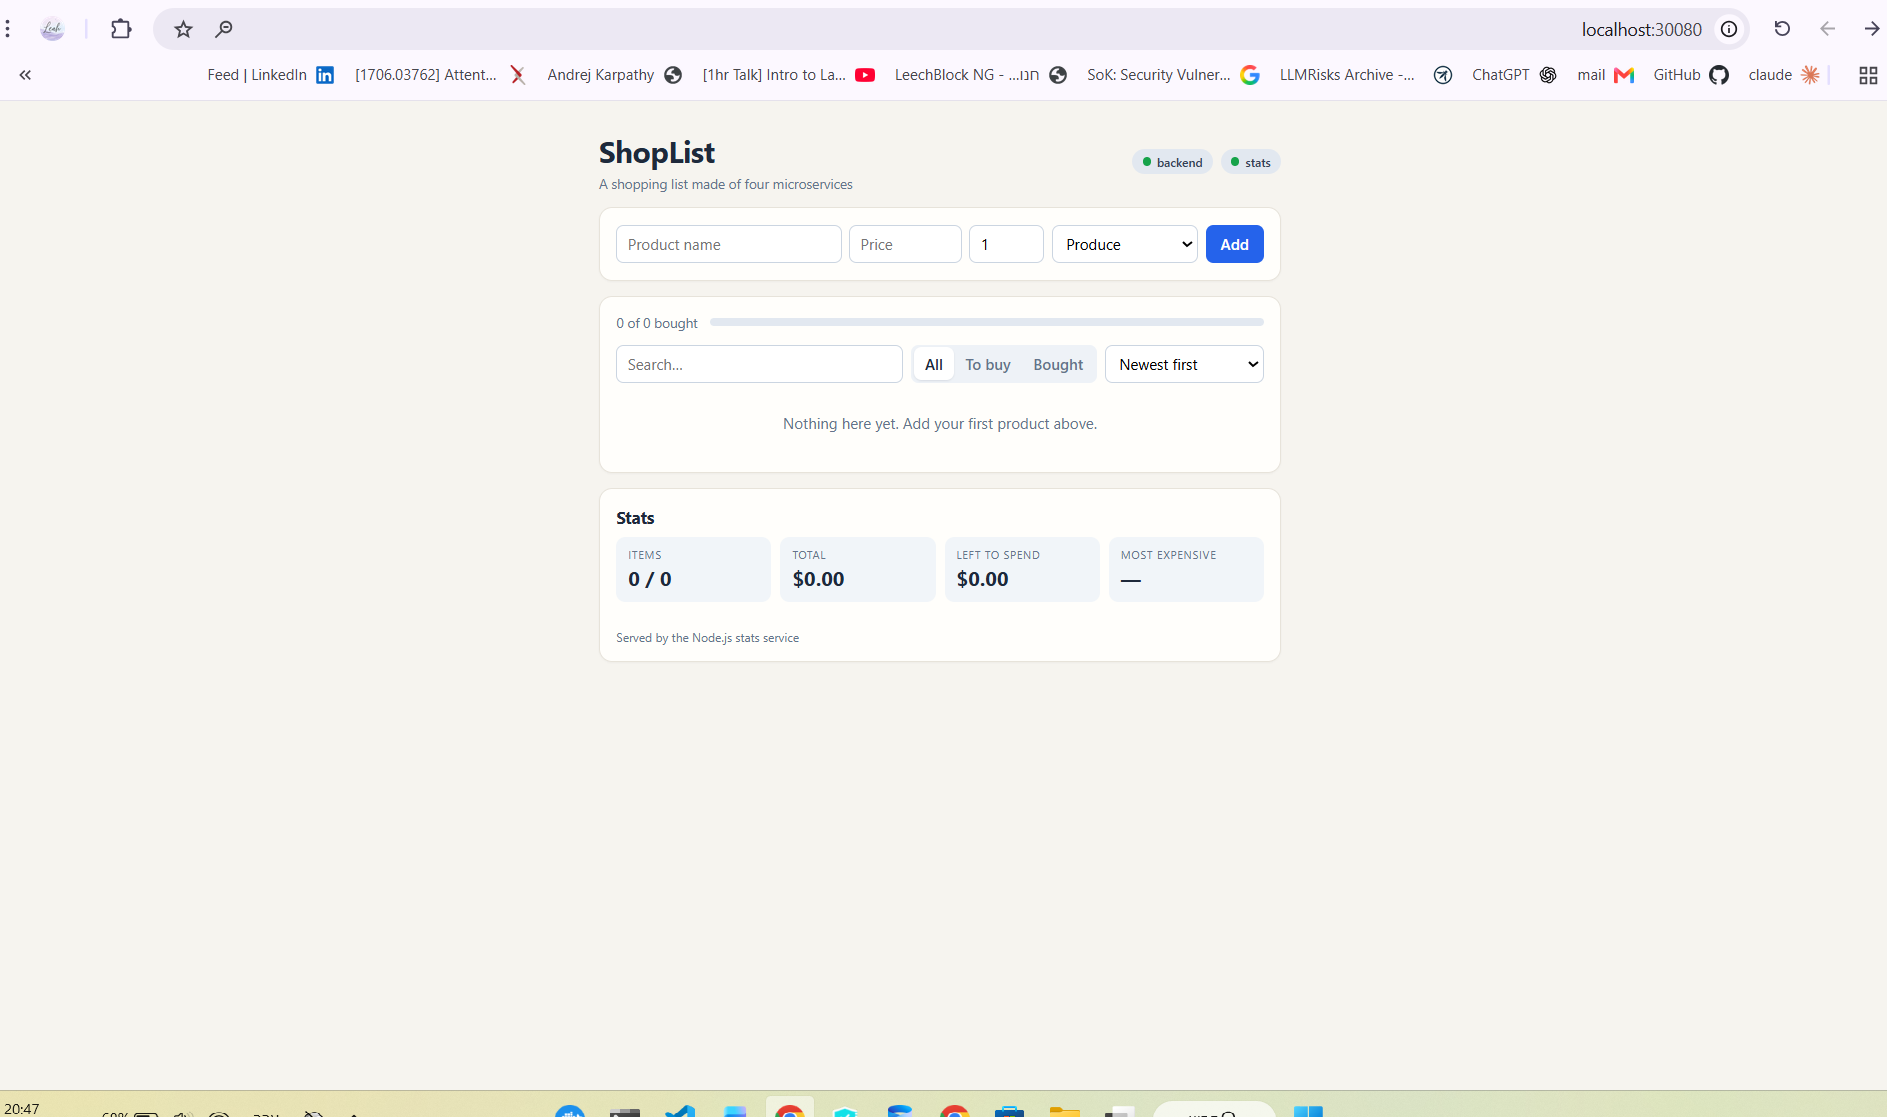 localhost:30080
Feed | LinkedIn [1706.03762] Attent... Andrej Karpathy [1hr Talk] Intro to La... LeechBlock NG - ...תוס SoK: Security Vulner... LLMRisks Archive -... ChatGPT mail GitHub claude
ShopList
backend stats
A shopping list made of four microservices
Product name Price 1 Produce Add
0 of 0 bought
Search... All To buy Bought Newest first
Nothing here yet. Add your first product above.
Stats
ITEMS TOTAL LEFT TO SPEND MOST EXPENSIVE
0 / 0 $0.00 $0.00 —
Served by the Node.js stats service
20:47